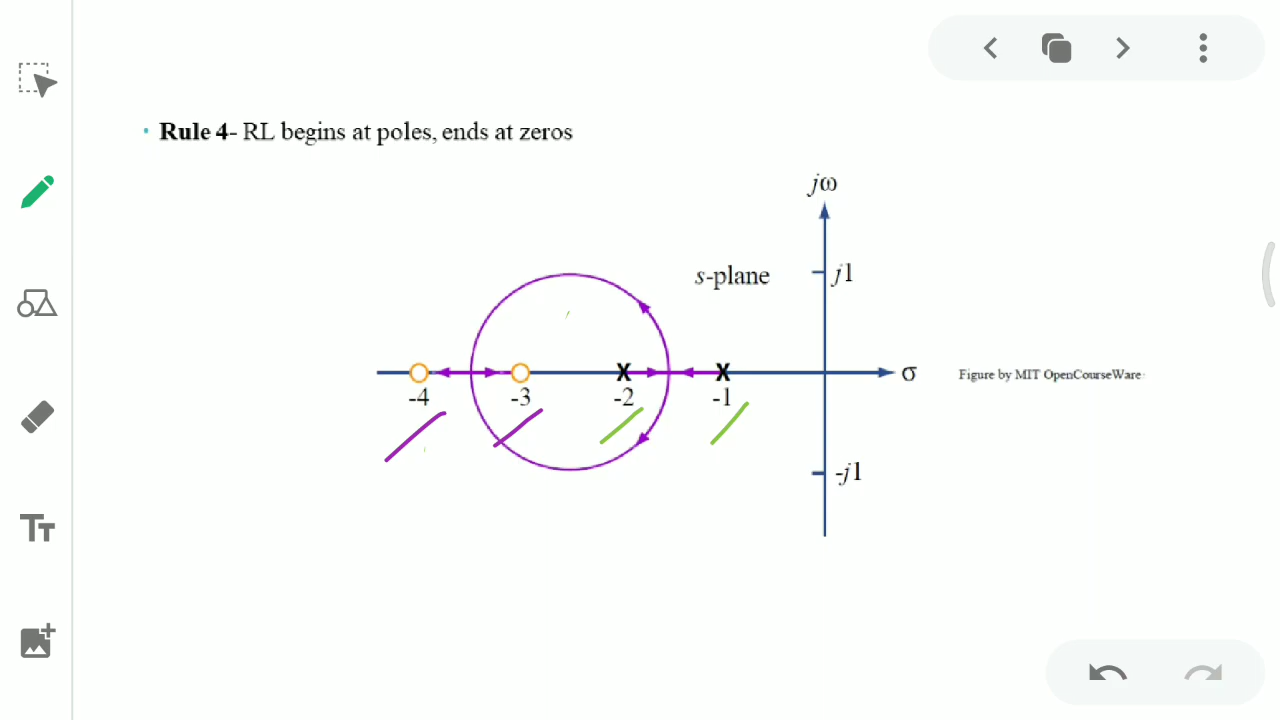 • Rule 4- RL begins at poles, ends at zeros
jω
s-plane
j1
σ
Figure by MIT OpenCourseWare
X X
-4 -3 -2 -1
-j1
TT